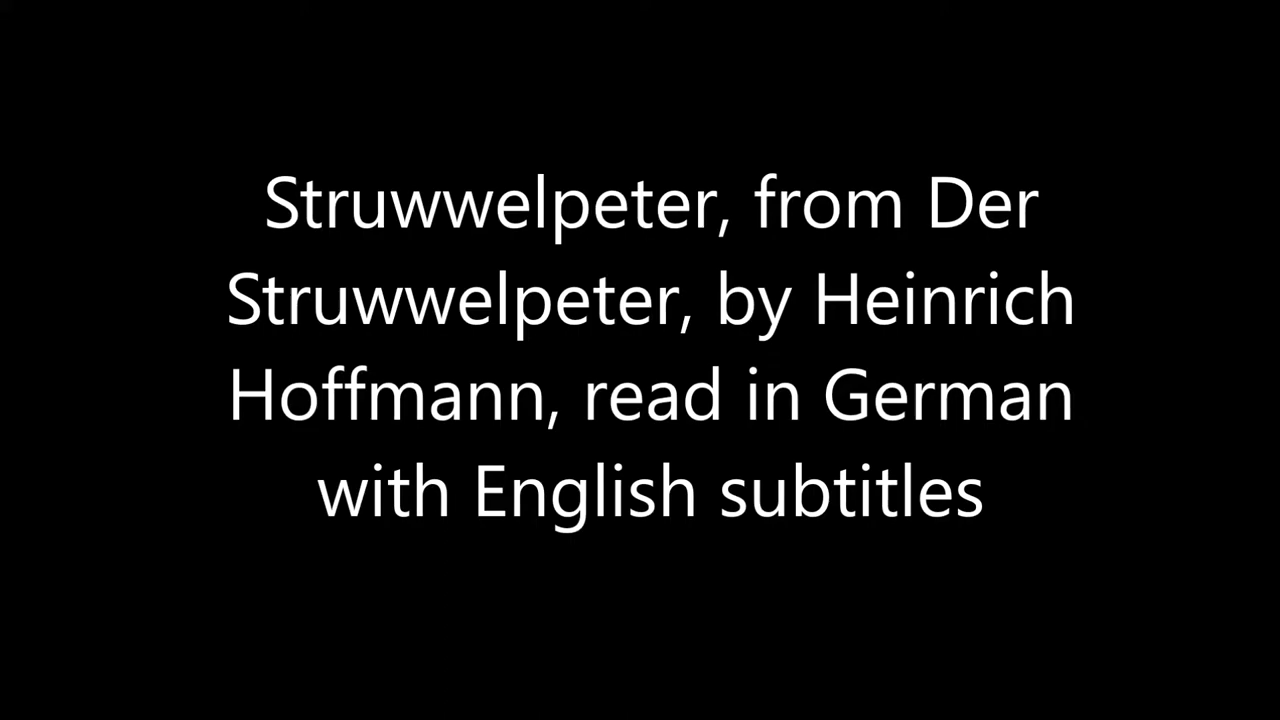 Struwwelpeter, from Der
Struwwelpeter, by Heinrich
Hoffmann, read in German
with English subtitles